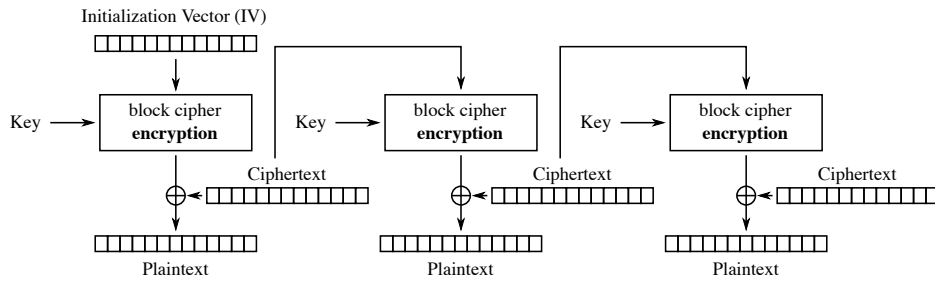 Initialization Vector (IV)
Key
block cipher
encryption
Ciphertext
Plaintext
Key
block cipher
encryption
Ciphertext
Plaintext
Key
block cipher
encryption
Ciphertext
Plaintext